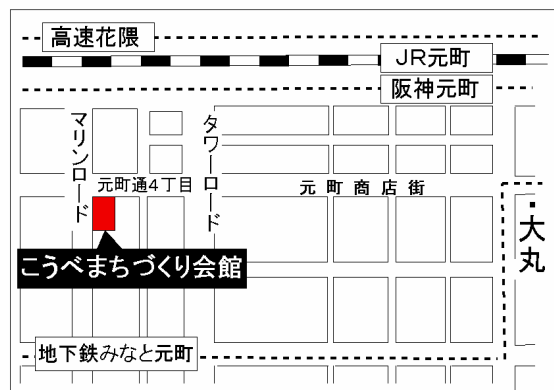 高速花隈
JR元町
阪神元町
マリンロード
タワーロード
元町通4丁目
元町商店街
・大丸
こうべまちづくり会館
地下鉄みなと元町